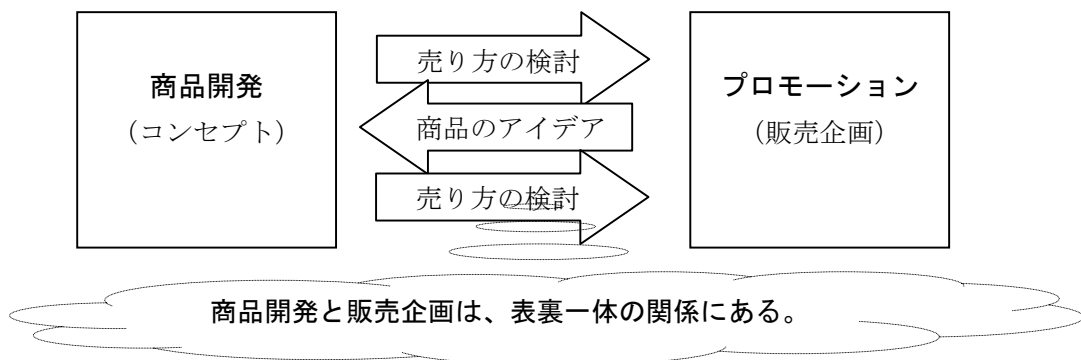 商品開発
（コンセプト）
売り方の検討
商品のアイデア
売り方の検討
プロモーション
（販売企画）
商品開発と販売企画は、表裏一体の関係にある。